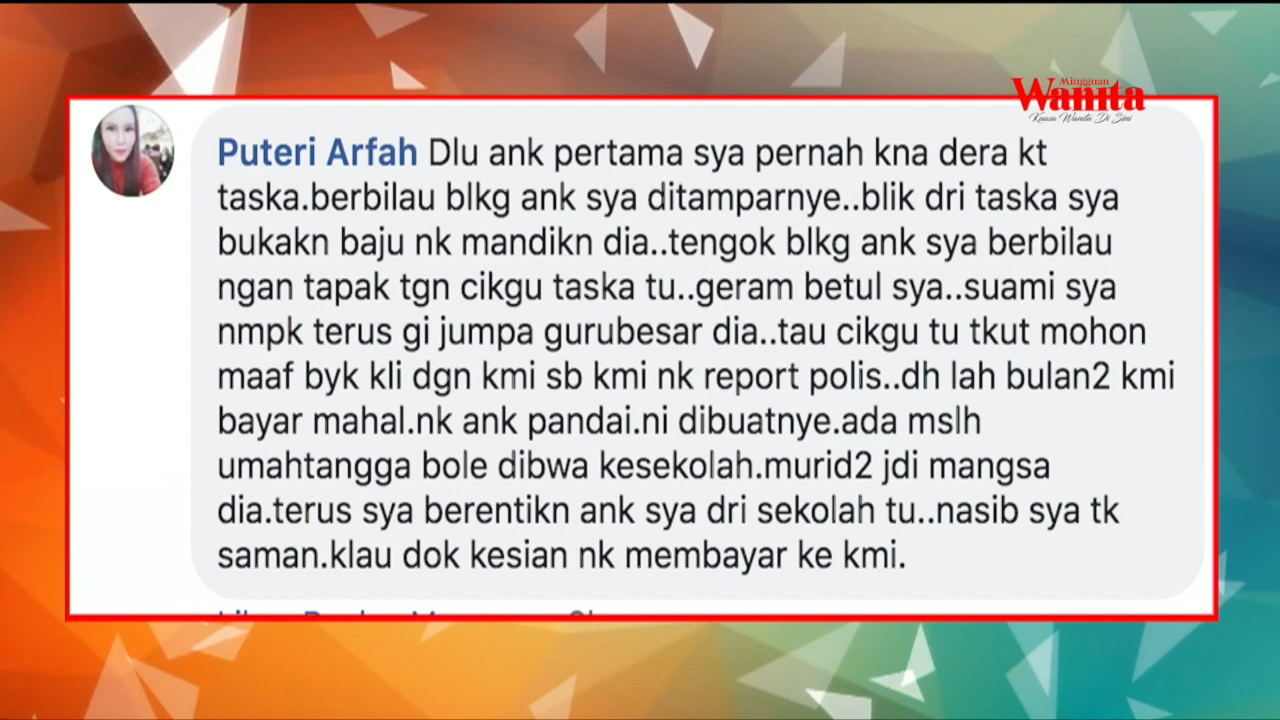 Mingguan
Wanita
Kuasa Wanita Di Sini
Puteri Arfah Dlu ank pertama sya pernah kna dera kt
taska.berbilau blkg ank sya ditamparnye..blik dri taska sya
bukakn baju nk mandikn dia..tengok blkg ank sya berbilau
ngan tapak tgn cikgu taska tu..geram betul sya..suami sya
nmpk terus gi jumpa gurubesar dia..tau cikgu tu tkut mohon
maaf byk kli dgn kmi sb kmi nk report polis..dh lah bulan2 kmi
bayar mahal.nk ank pandai.ni dibuatnye.ada mslh
umahtangga bole dibwa kesekolah.murid2 jdi mangsa
dia.terus sya berentikn ank sya dri sekolah tu..nasib sya tk
saman.klau dok kesian nk membayar ke kmi.